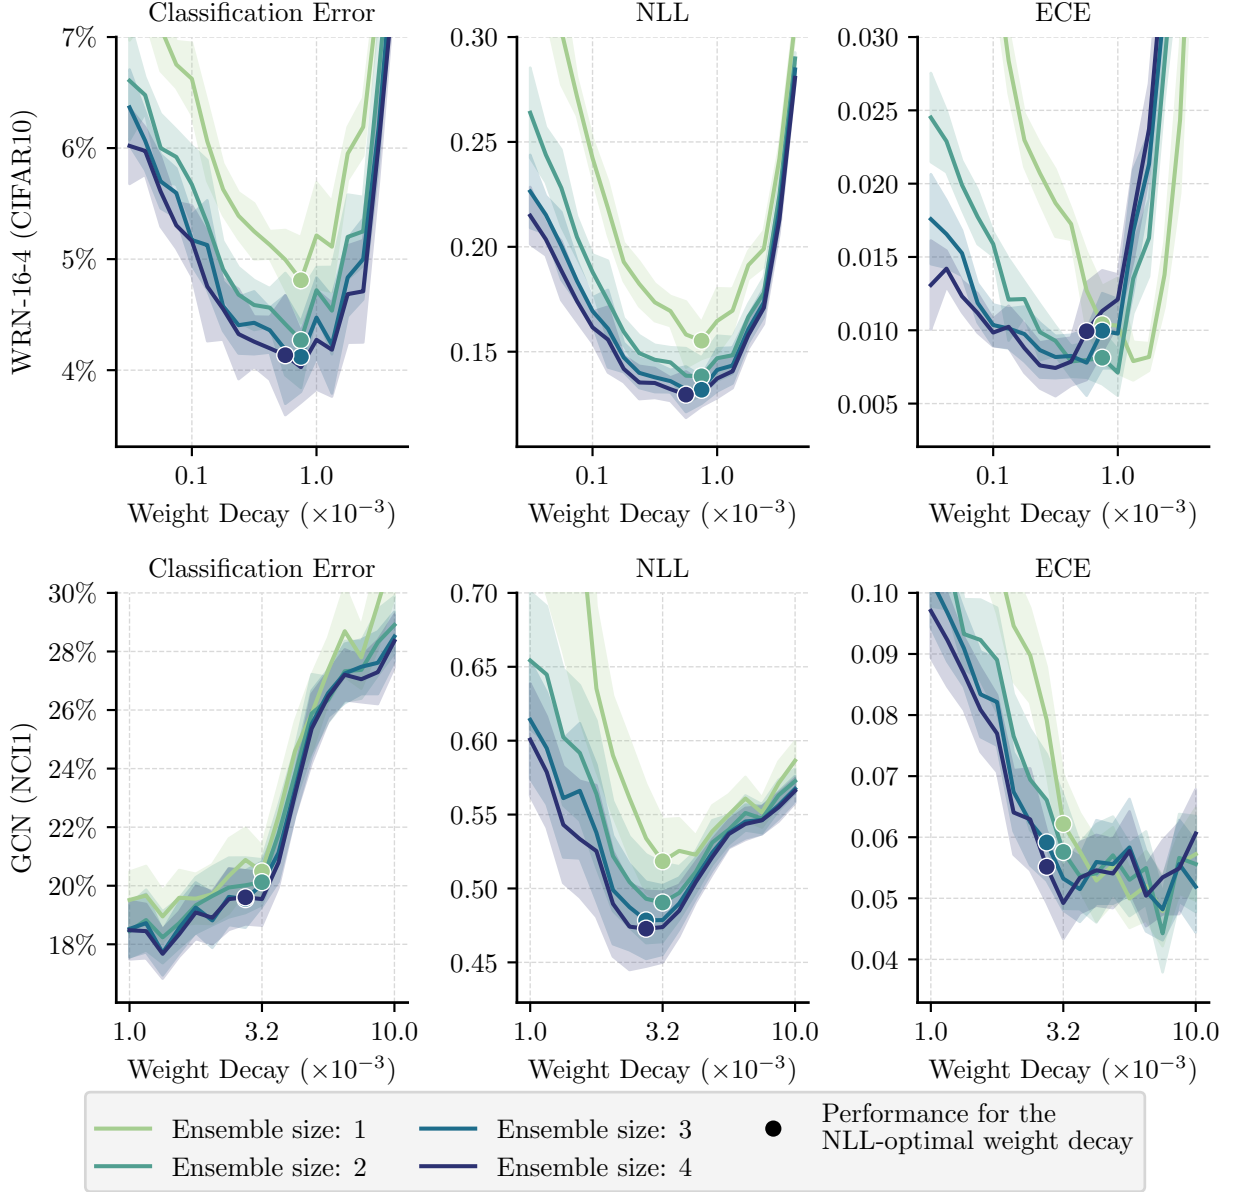 Classification Error
NLL
ECE
WRN-16-4 (CIFAR10)
7%
6%
5%
4%
0.30
0.25
0.20
0.15
0.030
0.025
0.020
0.015
0.010
0.005
0.1 1.0
0.1 1.0
0.1 1.0
Weight Decay (×10⁻³)
Weight Decay (×10⁻³)
Weight Decay (×10⁻³)
Classification Error
NLL
ECE
GCN (NCI1)
30%
28%
26%
24%
22%
20%
18%
0.70
0.65
0.60
0.55
0.50
0.45
0.10
0.09
0.08
0.07
0.06
0.05
0.04
1.0 3.2 10.0
1.0 3.2 10.0
1.0 3.2 10.0
Weight Decay (×10⁻³)
Weight Decay (×10⁻³)
Weight Decay (×10⁻³)
Ensemble size: 1
Ensemble size: 2
Ensemble size: 3
Ensemble size: 4
Performance for the
NLL-optimal weight decay